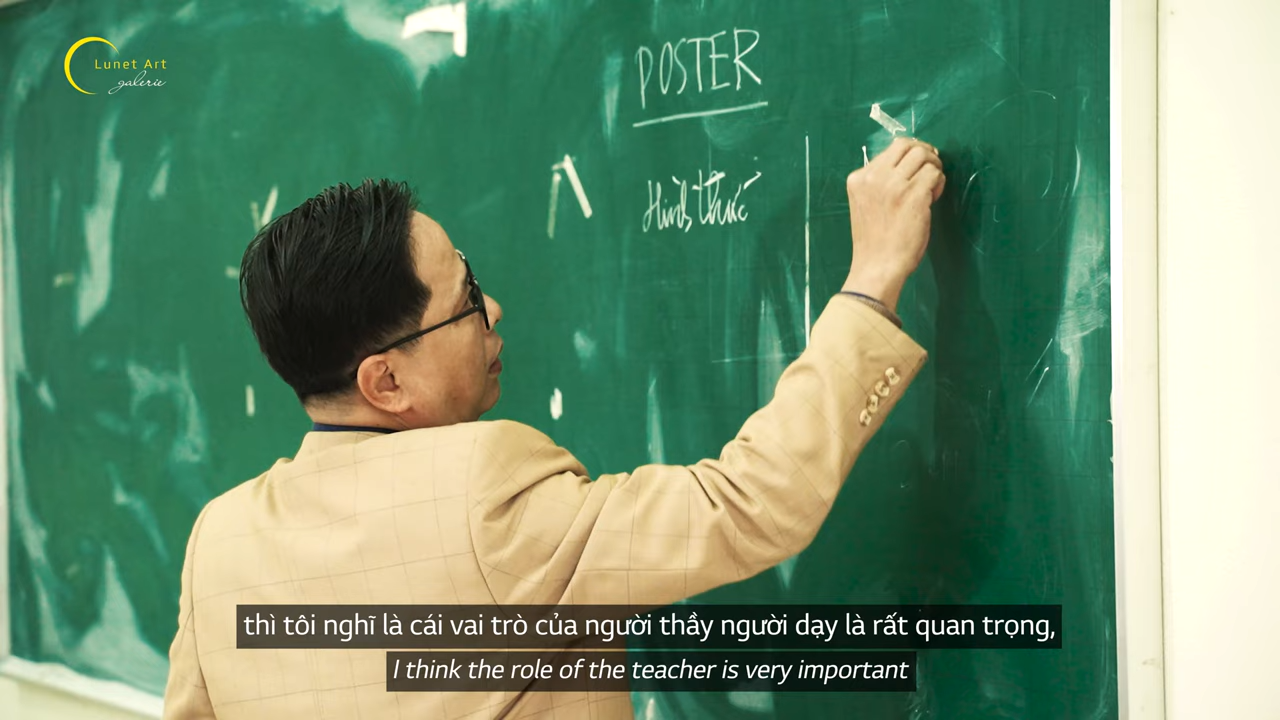 Lunet Art
galerie
POSTER
Hình thức
thì tôi nghĩ là cái vai trò của người thầy người dạy là rất quan trọng,
I think the role of the teacher is very important